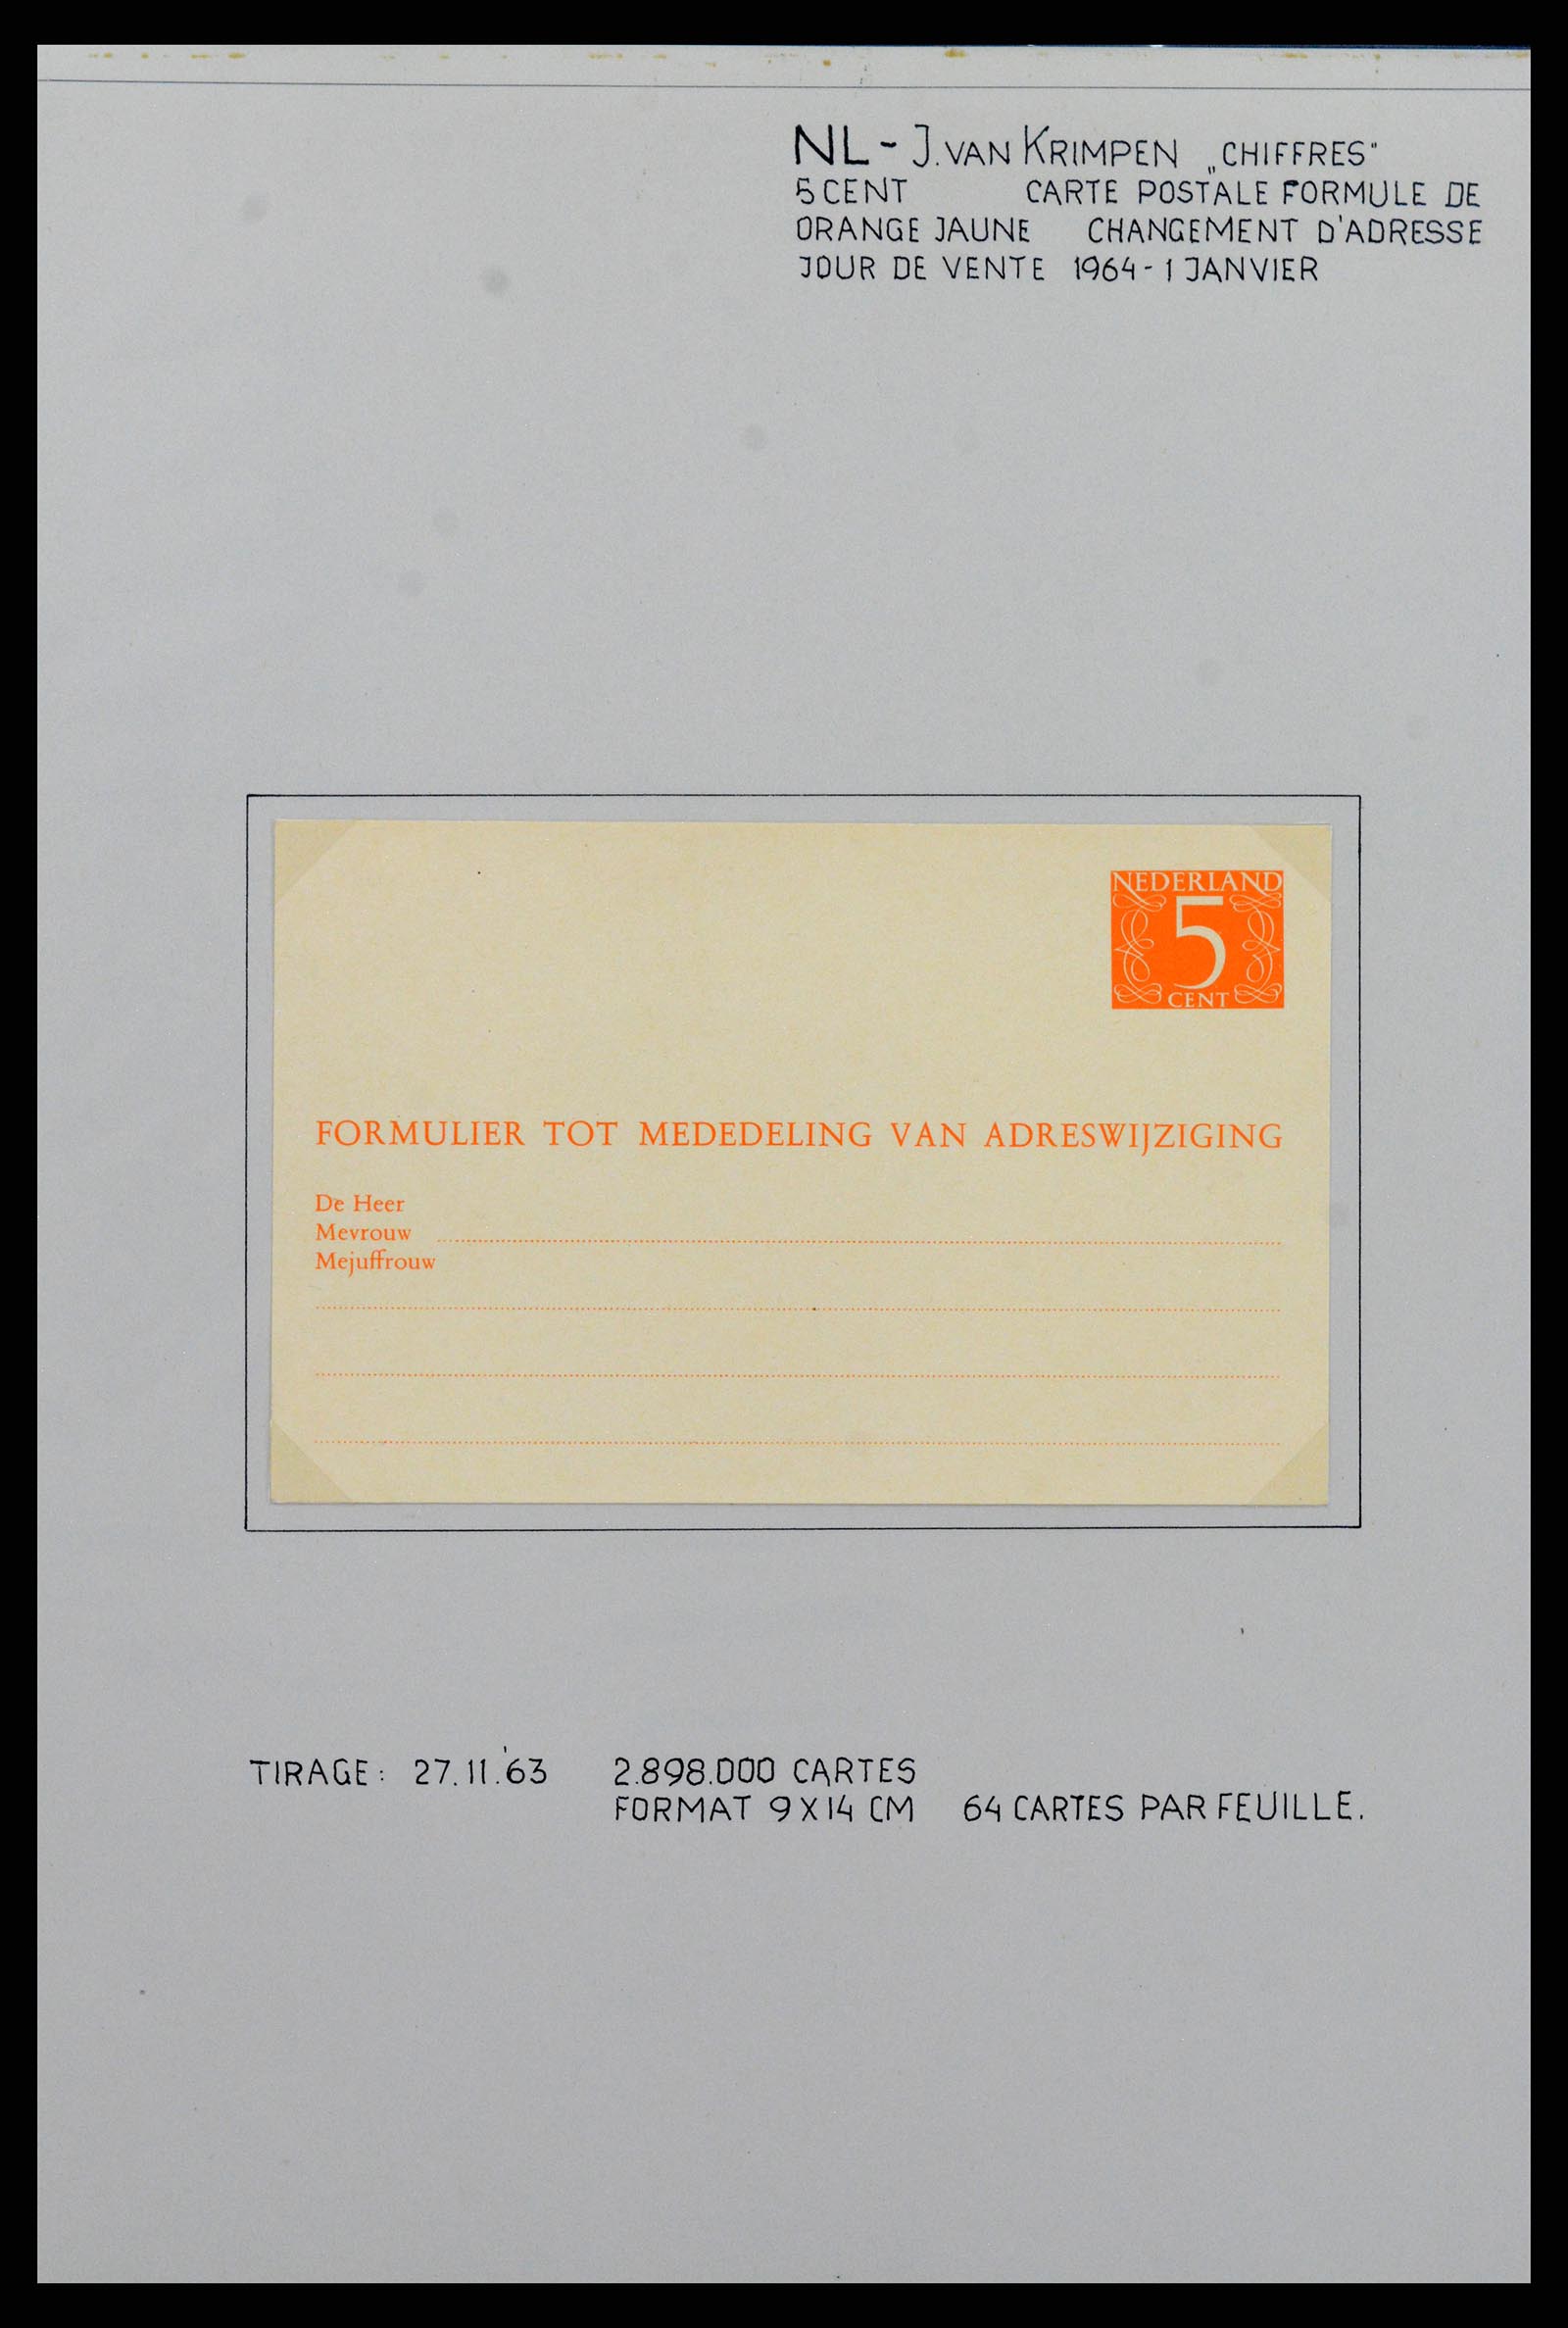 NL - J. VAN KRIMPEN „CHIFFRES"
5 CENT CARTE POSTALE FORMULE DE
ORANGE JAUNE CHANGEMENT D'ADRESSE
JOUR DE VENTE 1964 - 1 JANVIER
NEDERLAND
5
CENT
FORMULIER TOT MEDEDELING VAN ADRESWIJZIGING
De Heer
Mevrouw
Mejuffrouw
TIRAGE: 27.11.'63 2.898.000 CARTES
FORMAT 9 X 14 CM 64 CARTES PAR FEUILLE.